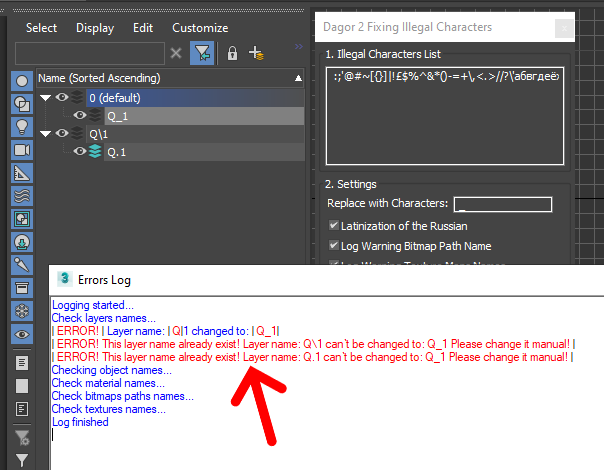 Select Display Edit Customize
Dagor 2 Fixing Illegal Characters
1. Illegal Characters List
:;'@#~[{}]|!£$%^&*()-=+\,<.>//?\'абвгдеё
Name (Sorted Ascending)
0 (default)
Q_1
Q\1
Q.1
2. Settings
Replace with Characters: _
Latinization of the Russian
Log Warning Bitmap Path Name
Log Warning Texture Maps Names
3 Errors Log
Logging started...
Check layers names...
| ERROR! | Layer name: | Q|1 changed to: | Q_1|
| ERROR! This layer name already exist! Layer name: Q\1 can't be changed to: Q_1 Please change it manual! |
| ERROR! This layer name already exist! Layer name: Q.1 can't be changed to: Q_1 Please change it manual! |
Checking object names...
Check material names...
Check bitmaps paths names...
Check textures names...
Log finished